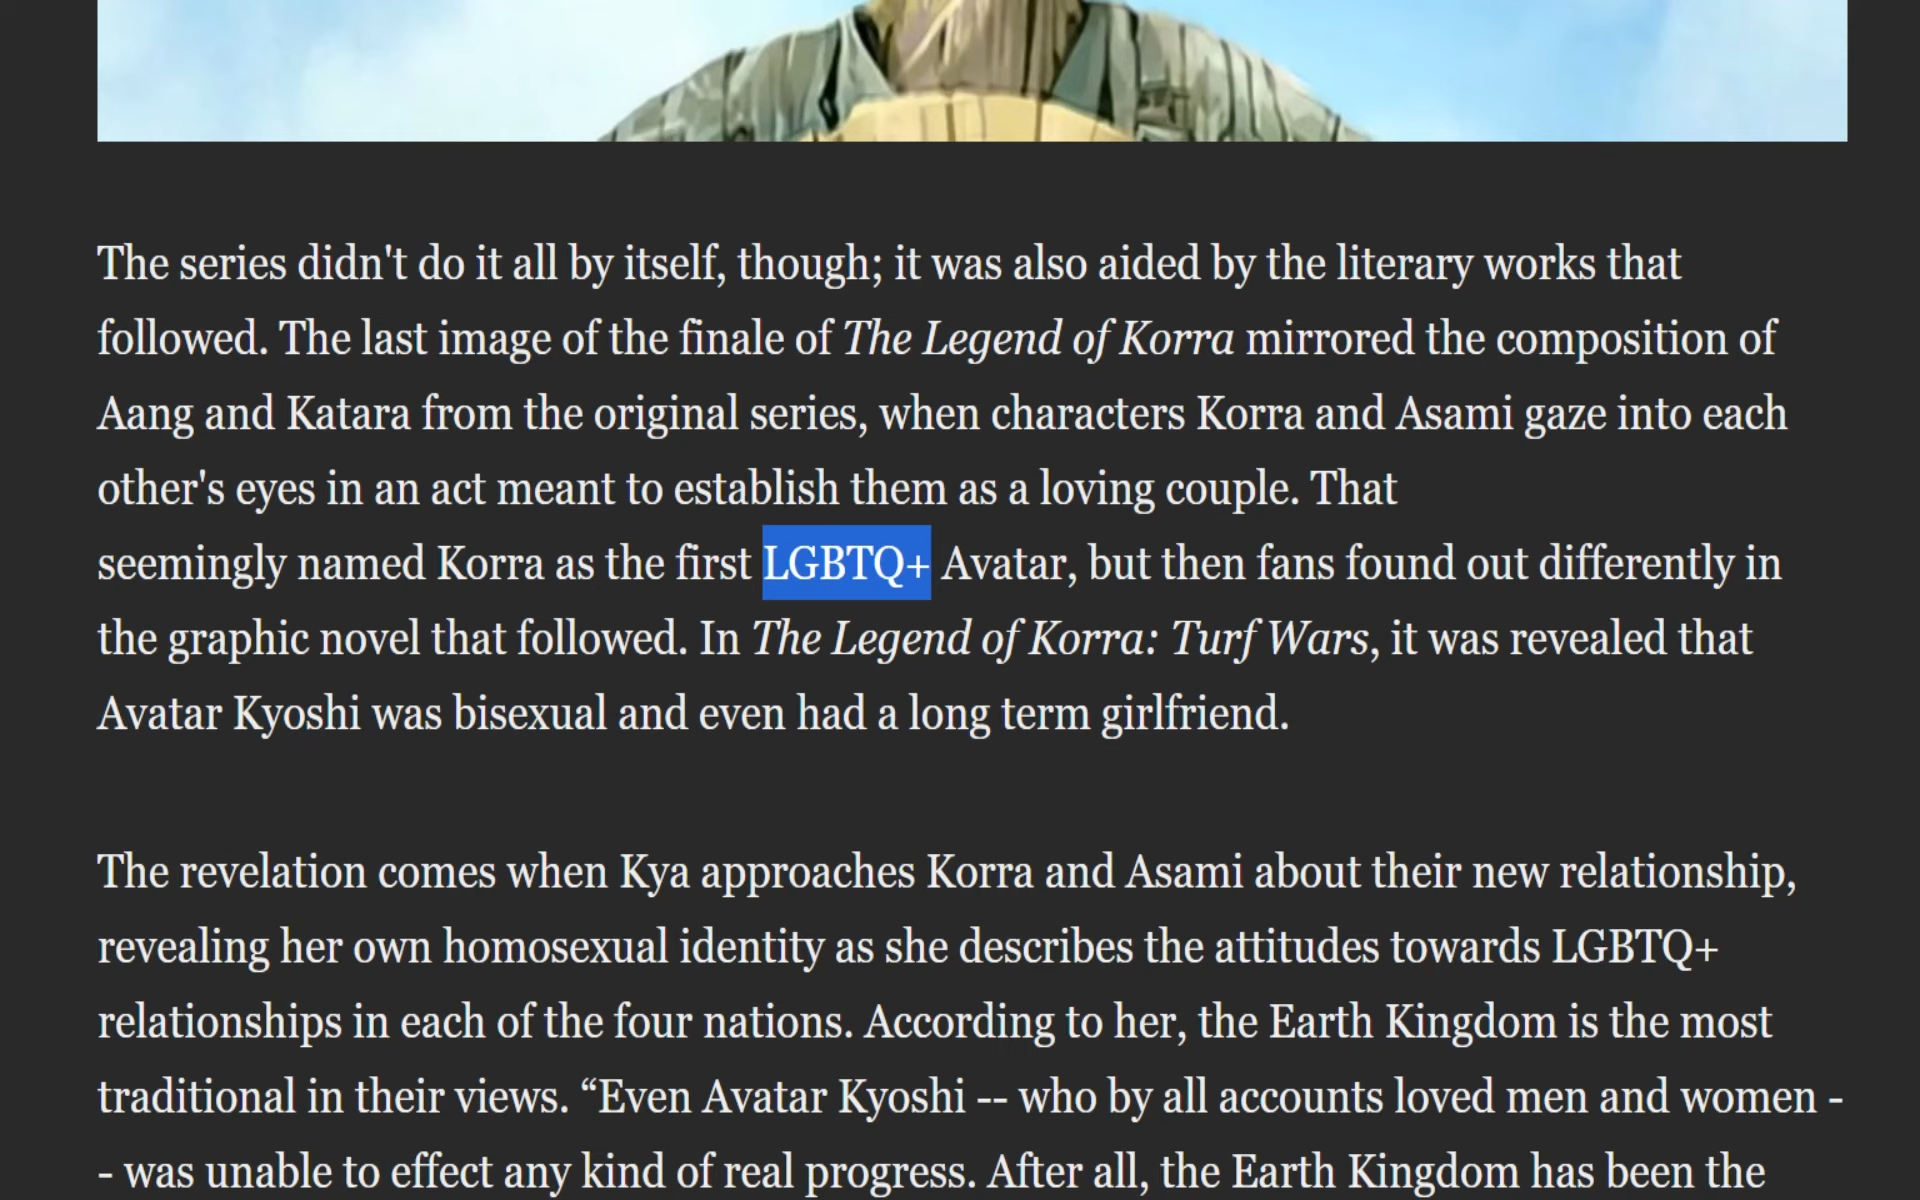 The series didn't do it all by itself, though; it was also aided by the literary works that
followed. The last image of the finale of The Legend of Korra mirrored the composition of
Aang and Katara from the original series, when characters Korra and Asami gaze into each
other's eyes in an act meant to establish them as a loving couple. That
seemingly named Korra as the first LGBTQ+ Avatar, but then fans found out differently in
the graphic novel that followed. In The Legend of Korra: Turf Wars, it was revealed that
Avatar Kyoshi was bisexual and even had a long term girlfriend.
The revelation comes when Kya approaches Korra and Asami about their new relationship,
revealing her own homosexual identity as she describes the attitudes towards LGBTQ+
relationships in each of the four nations. According to her, the Earth Kingdom is the most
traditional in their views. “Even Avatar Kyoshi -- who by all accounts loved men and women -
- was unable to effect any kind of real progress. After all, the Earth Kingdom has been the